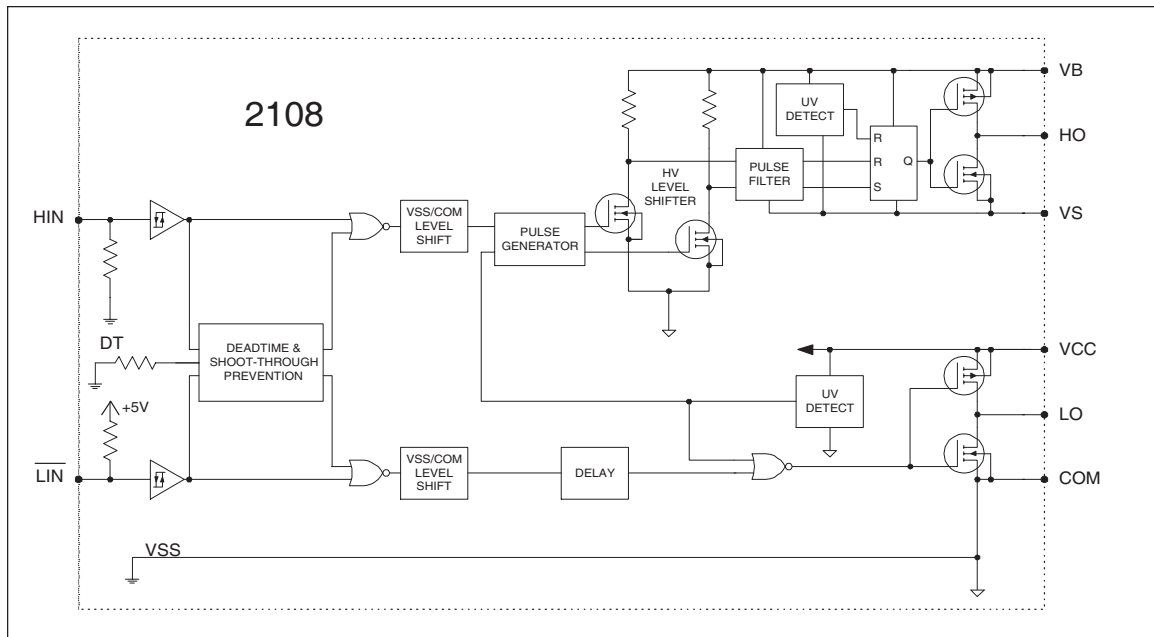 2108
VB
UV
DETECT
HO
R
R
Q
S
PULSE
FILTER
HV
LEVEL
SHIFTER
VS
HIN
VSS/COM
LEVEL
SHIFT
PULSE
GENERATOR
DT
DEADTIME &
SHOOT-THROUGH
PREVENTION
VCC
UV
DETECT
+5V
LO
LIN
VSS/COM
LEVEL
SHIFT
DELAY
COM
VSS